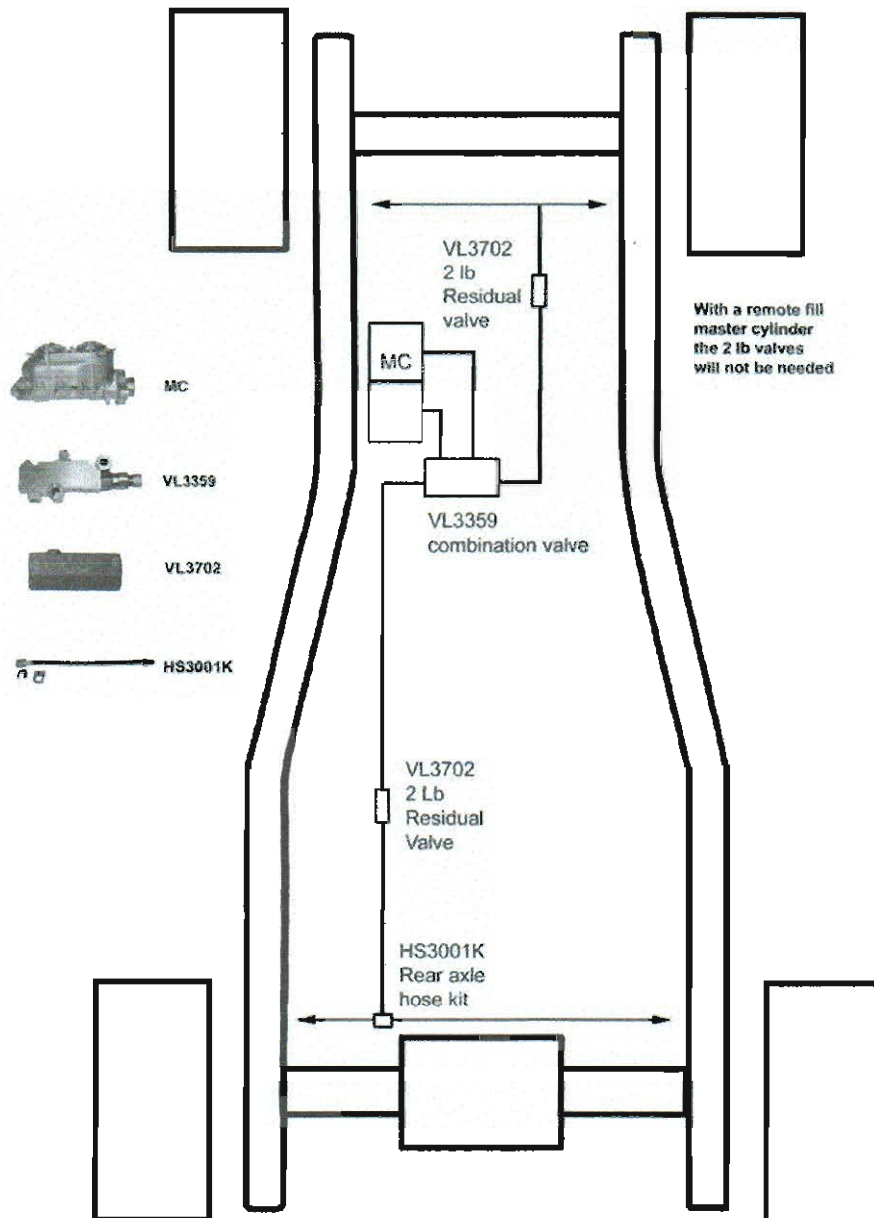 VL3702
2 lb
Residual
valve
With a remote fill
master cylinder
the 2 lb valves
will not be needed
MC
MC
VL3359
VL3359
combination valve
VL3702
HS3001K
VL3702
2 Lb
Residual
Valve
HS3001K
Rear axle
hose kit